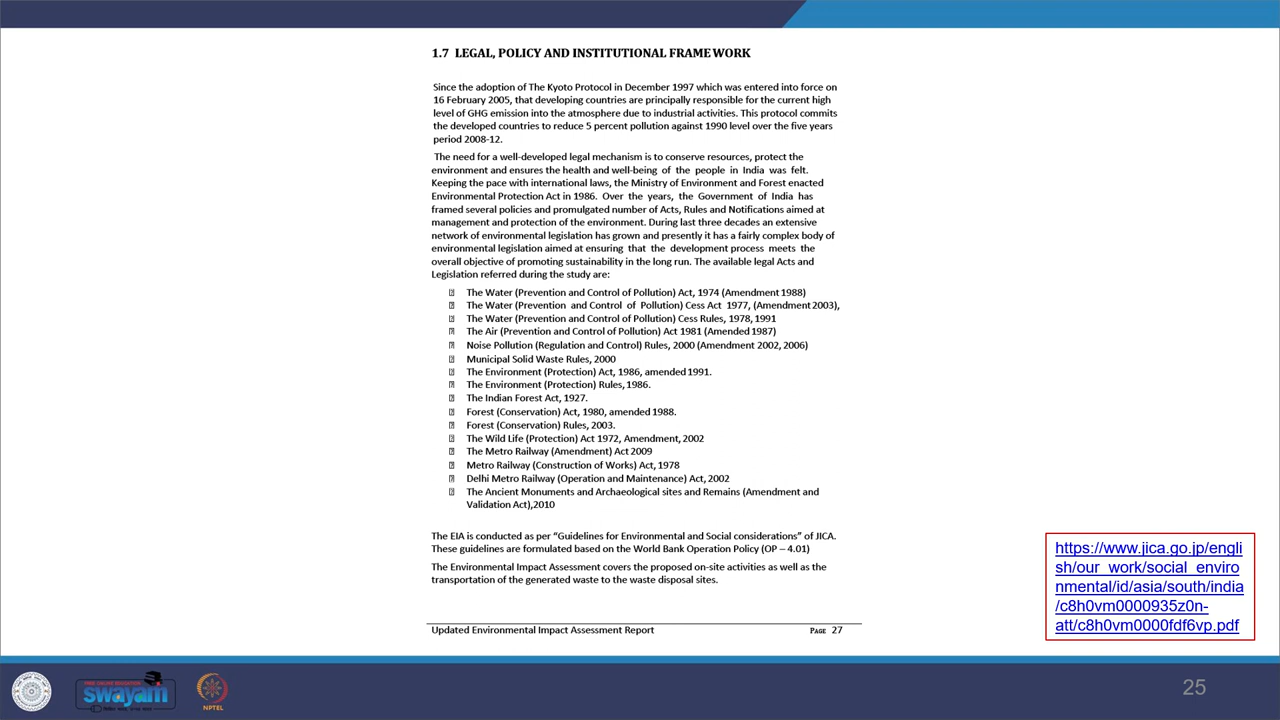 1.7 LEGAL, POLICY AND INSTITUTIONAL FRAME WORK
Since the adoption of The Kyoto Protocol in December 1997 which was entered into force on
16 February 2005, that developing countries are principally responsible for the current high
level of GHG emission into the atmosphere due to industrial activities. This protocol commits
the developed countries to reduce 5 percent pollution against 1990 level over the five years
period 2008-12.
The need for a well-developed legal mechanism is to conserve resources, protect the
environment and ensures the health and well-being of the people in India was felt.
Keeping the pace with international laws, the Ministry of Environment and Forest enacted
Environmental Protection Act in 1986. Over the years, the Government of India has
framed several policies and promulgated number of Acts, Rules and Notifications aimed at
management and protection of the environment. During last three decades an extensive
network of environmental legislation has grown and presently it has a fairly complex body of
environmental legislation aimed at ensuring that the development process meets the
overall objective of promoting sustainability in the long run. The available legal Acts and
Legislation referred during the study are:
The Water (Prevention and Control of Pollution) Act, 1974 (Amendment 1988)
The Water (Prevention and Control of Pollution) Cess Act 1977, (Amendment 2003),
The Water (Prevention and Control of Pollution) Cess Rules, 1978, 1991
The Air (Prevention and Control of Pollution) Act 1981 (Amended 1987)
Noise Pollution (Regulation and Control) Rules, 2000 (Amendment 2002, 2006)
Municipal Solid Waste Rules, 2000
The Environment (Protection) Act, 1986, amended 1991.
The Environment (Protection) Rules, 1986.
The Indian Forest Act, 1927.
Forest (Conservation) Act, 1980, amended 1988.
Forest (Conservation) Rules, 2003.
The Wild Life (Protection) Act 1972, Amendment, 2002
The Metro Railway (Amendment) Act 2009
Metro Railway (Construction of Works) Act, 1978
Delhi Metro Railway (Operation and Maintenance) Act, 2002
The Ancient Monuments and Archaeological sites and Remains (Amendment and
Validation Act),2010
The EIA is conducted as per “Guidelines for Environmental and Social considerations” of JICA.
These guidelines are formulated based on the World Bank Operation Policy (OP – 4.01)
The Environmental Impact Assessment covers the proposed on-site activities as well as the
transportation of the generated waste to the waste disposal sites.
Updated Environmental Impact Assessment Report PAGE 27
https://www.jica.go.jp/engli
sh/our_work/social_enviro
nmental/id/asia/south/india
/c8h0vm0000935z0n-
att/c8h0vm0000fdf6vp.pdf
swayam
NPTEL
25